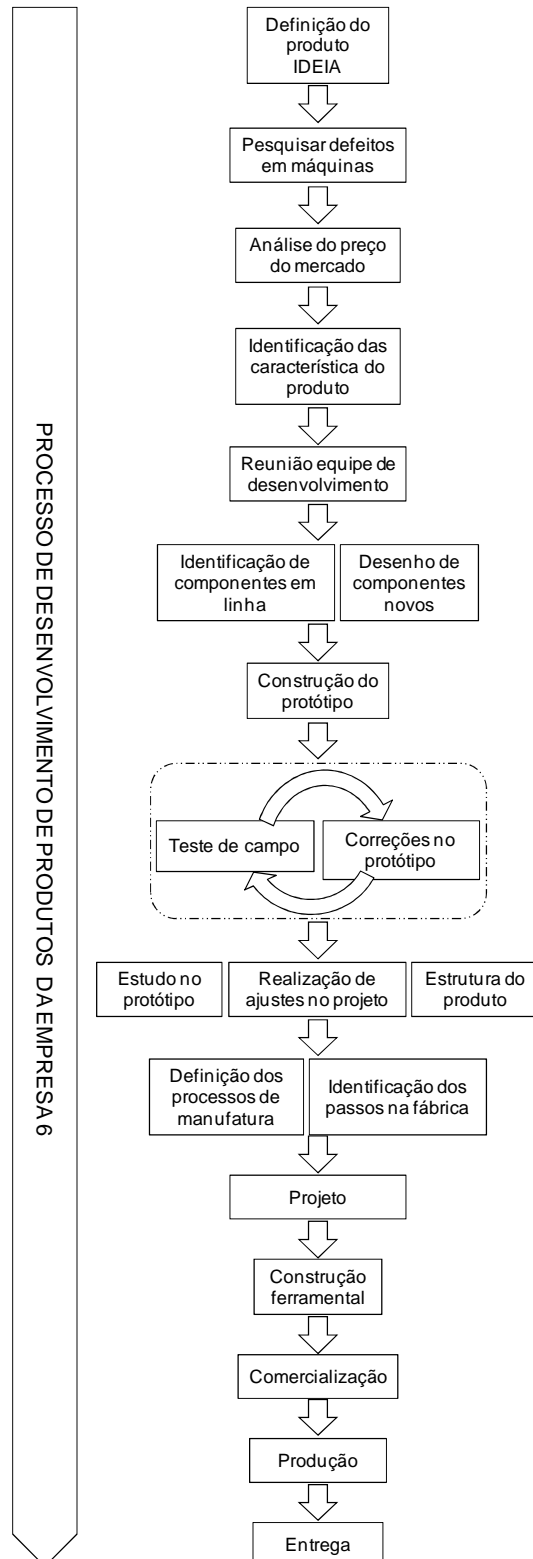 PROCESSO DE DESENVOLVIMENTO DE PRODUTOS DA EMPRESA 6
Definição do
produto
IDEIA
Pesquisar defeitos
em máquinas
Análise do preço
do mercado
Identificação das
característica do
produto
Reunião equipe de
desenvolvimento
Identificação de
componentes em
linha
Desenho de
componentes
novos
Construção do
protótipo
Teste de campo
Correções no
protótipo
Estudo no
protótipo
Realização de
ajustes no projeto
Estrutura do
produto
Definição dos
processos de
manufatura
Identificação dos
passos na fábrica
Projeto
Construção
ferramental
Comercialização
Produção
Entrega